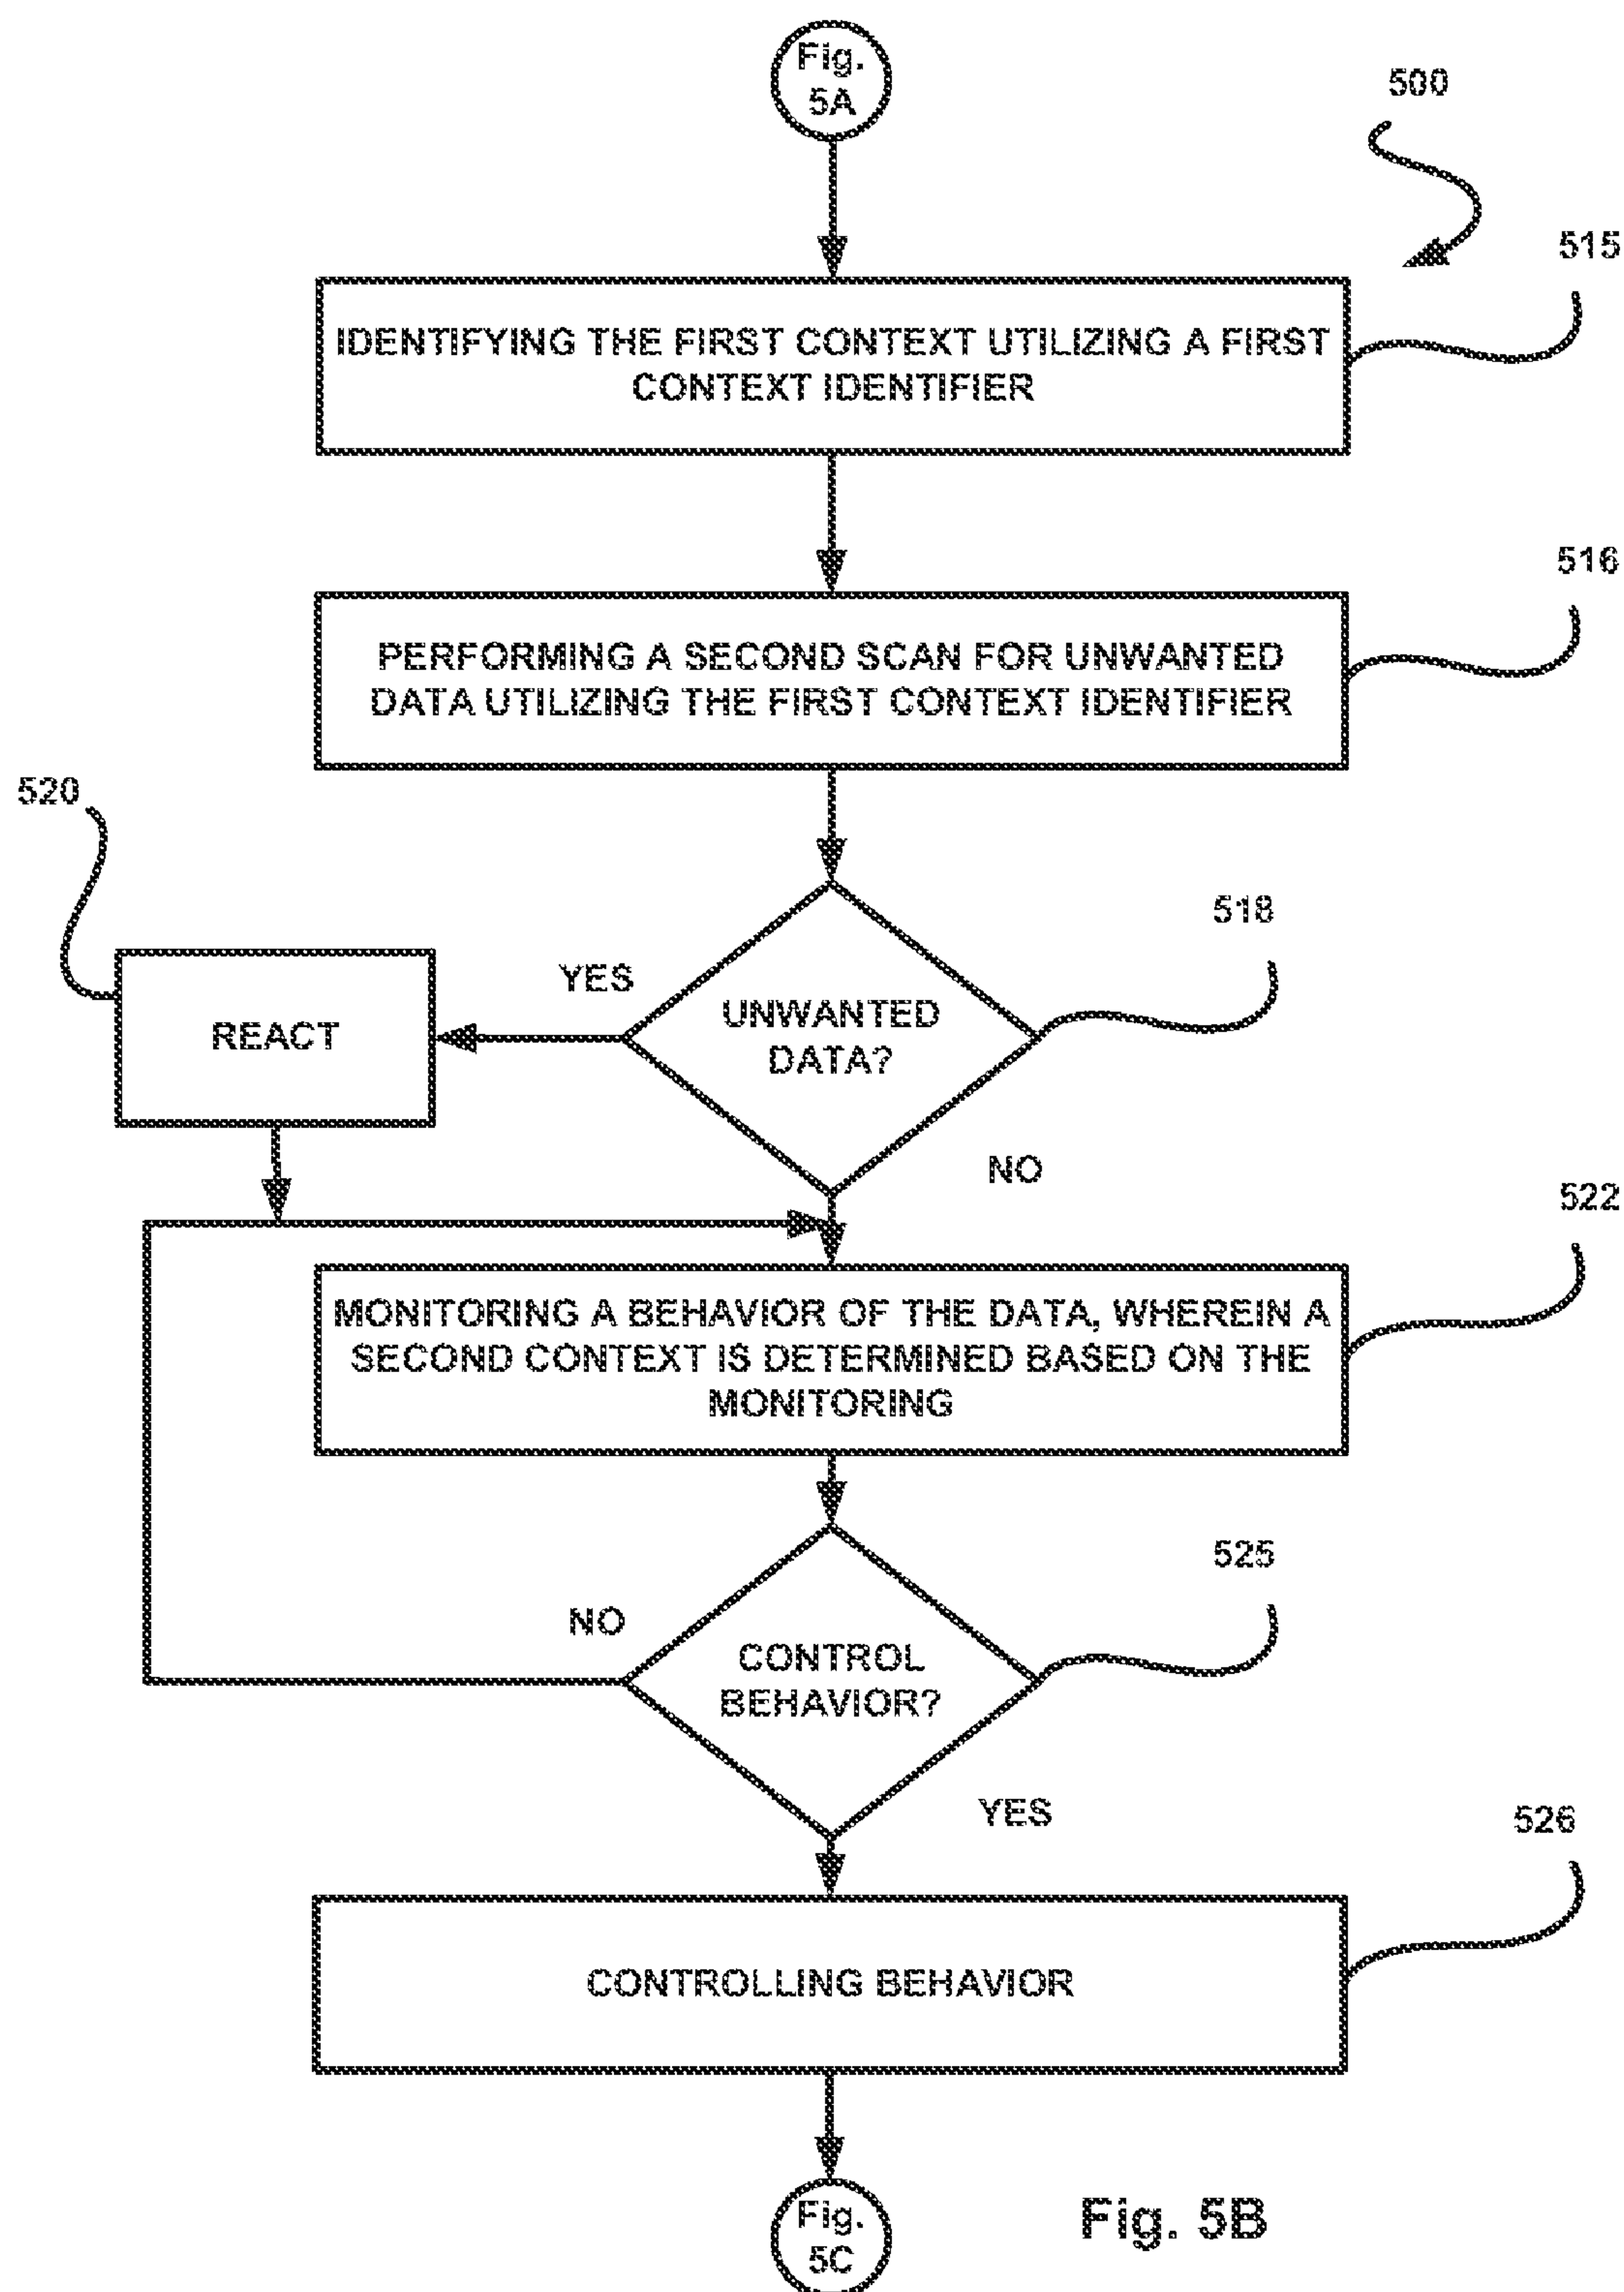 Fig.
5A
500
515
IDENTIFYING THE FIRST CONTEXT UTILIZING A FIRST
CONTEXT IDENTIFIER
516
PERFORMING A SECOND SCAN FOR UNWANTED
DATA UTILIZING THE FIRST CONTEXT IDENTIFIER
520
518
YES
REACT
UNWANTED
DATA?
NO
522
MONITORING A BEHAVIOR OF THE DATA, WHEREIN A
SECOND CONTEXT IS DETERMINED BASED ON THE
MONITORING
525
NO
CONTROL
BEHAVIOR?
YES
526
CONTROLLING BEHAVIOR
Fig.
5C
Fig. 5B